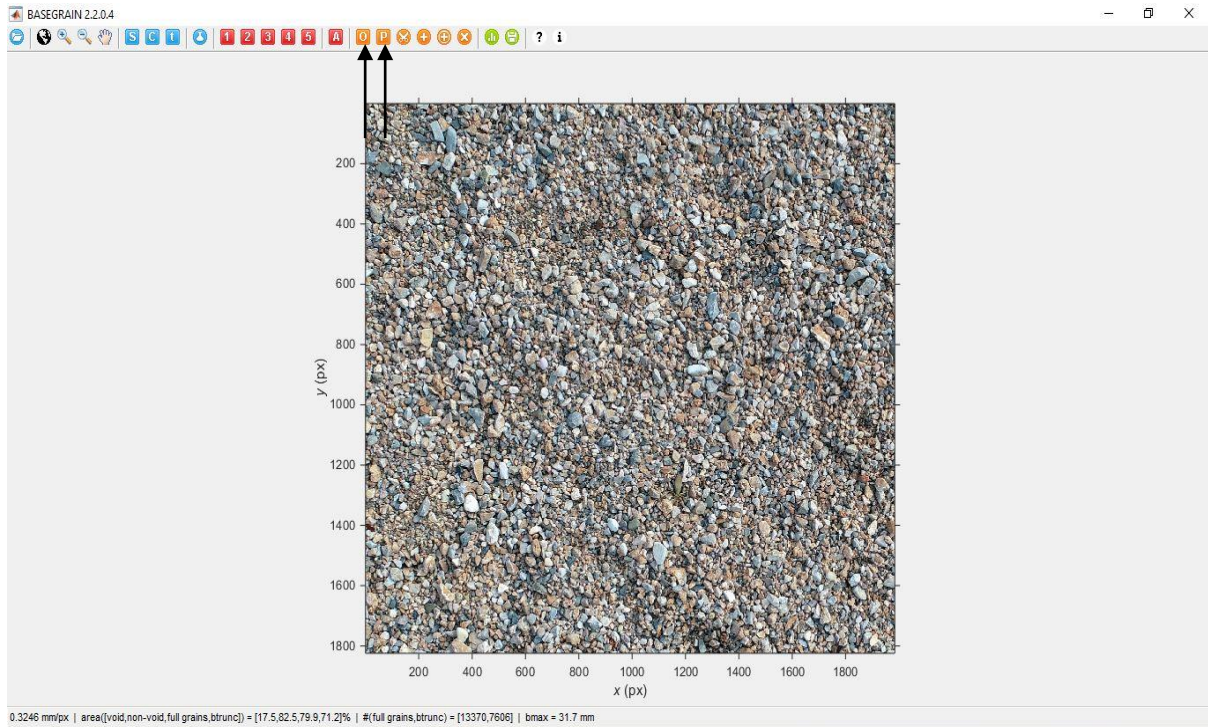 BASEGRAIN 2.2.0.4
S C t 1 2 3 4 5 A O P ? i
200
400
600
800
1000
1200
1400
1600
1800
y (px)
200 400 600 800 1000 1200 1400 1600 1800
x (px)
0.3246 mm/px | area([void,non-void,full grains,btrunc]) = [17.5,82.5,79.9,71.2]% | #(full grains,btrunc) = [13370,7606] | bmax = 31.7 mm